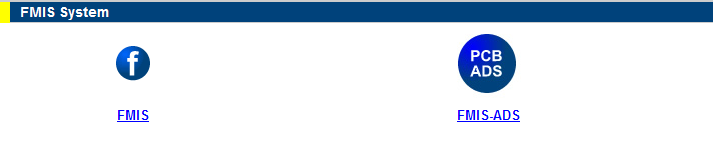 FMIS System
f
PCB
ADS
FMIS
FMIS-ADS